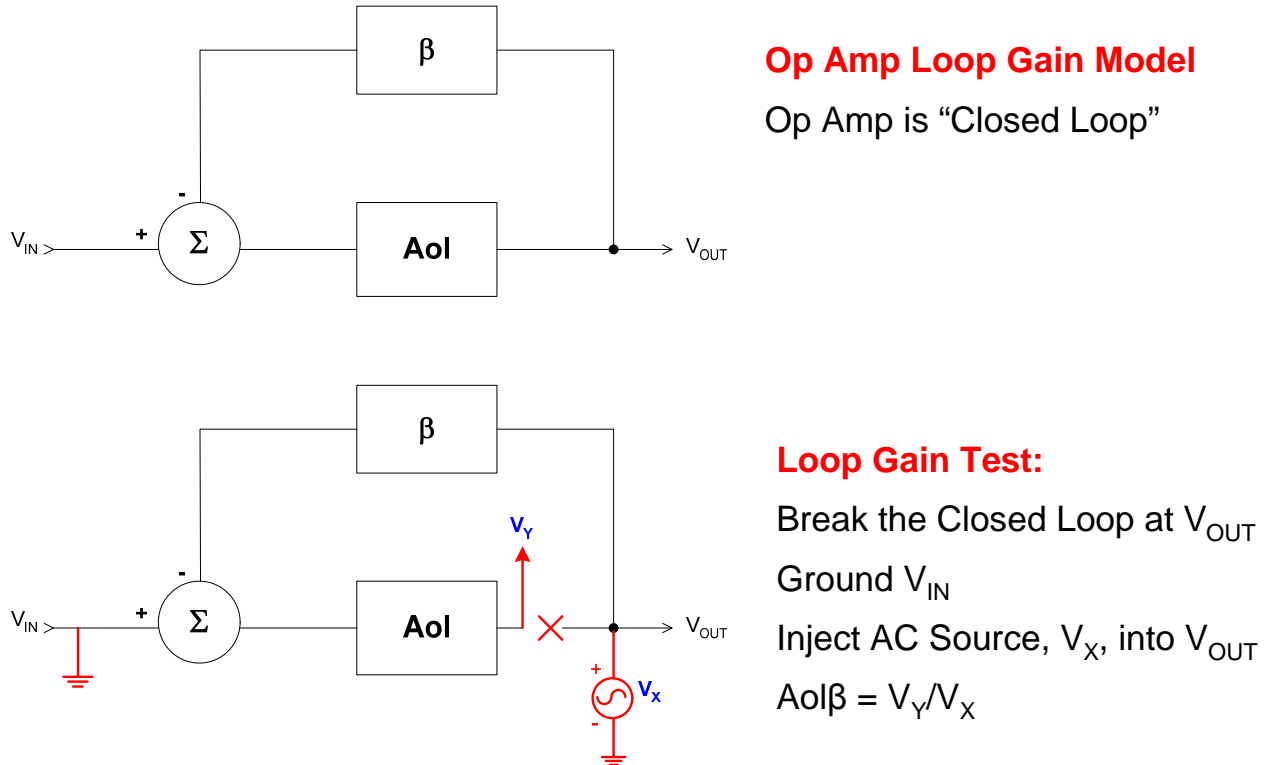 β
Op Amp Loop Gain Model
Op Amp is “Closed Loop”
-
+
V_IN
Σ
Aol
V_OUT
β
V_Y
-
+
V_IN
Σ
Aol
V_OUT
+
V_X
-
Loop Gain Test:
Break the Closed Loop at V_OUT
Ground V_IN
Inject AC Source, V_X, into V_OUT
Aolβ = V_Y/V_X